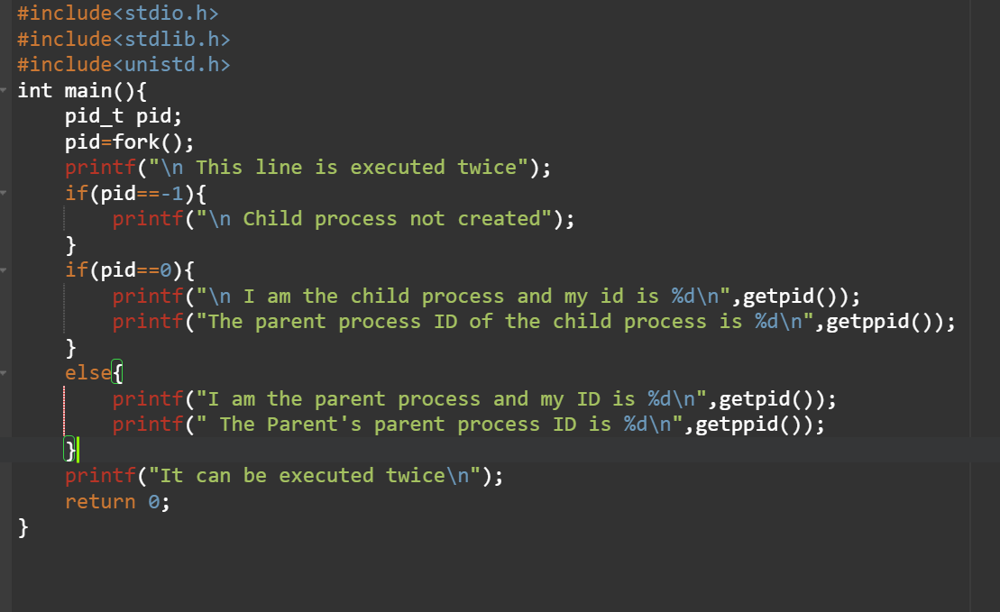 #include<stdio.h>
#include<stdlib.h>
#include<unistd.h>
int main(){
    pid_t pid;
    pid=fork();
    printf("\n This line is executed twice");
    if(pid==-1){
        printf("\n Child process not created");
    }
    if(pid==0){
        printf("\n I am the child process and my id is %d\n",getpid());
        printf("The parent process ID of the child process is %d\n",getppid());
    }
    else{
        printf("I am the parent process and my ID is %d\n",getpid());
        printf(" The Parent's parent process ID is %d\n",getppid());
    }
    printf("It can be executed twice\n");
    return 0;
}